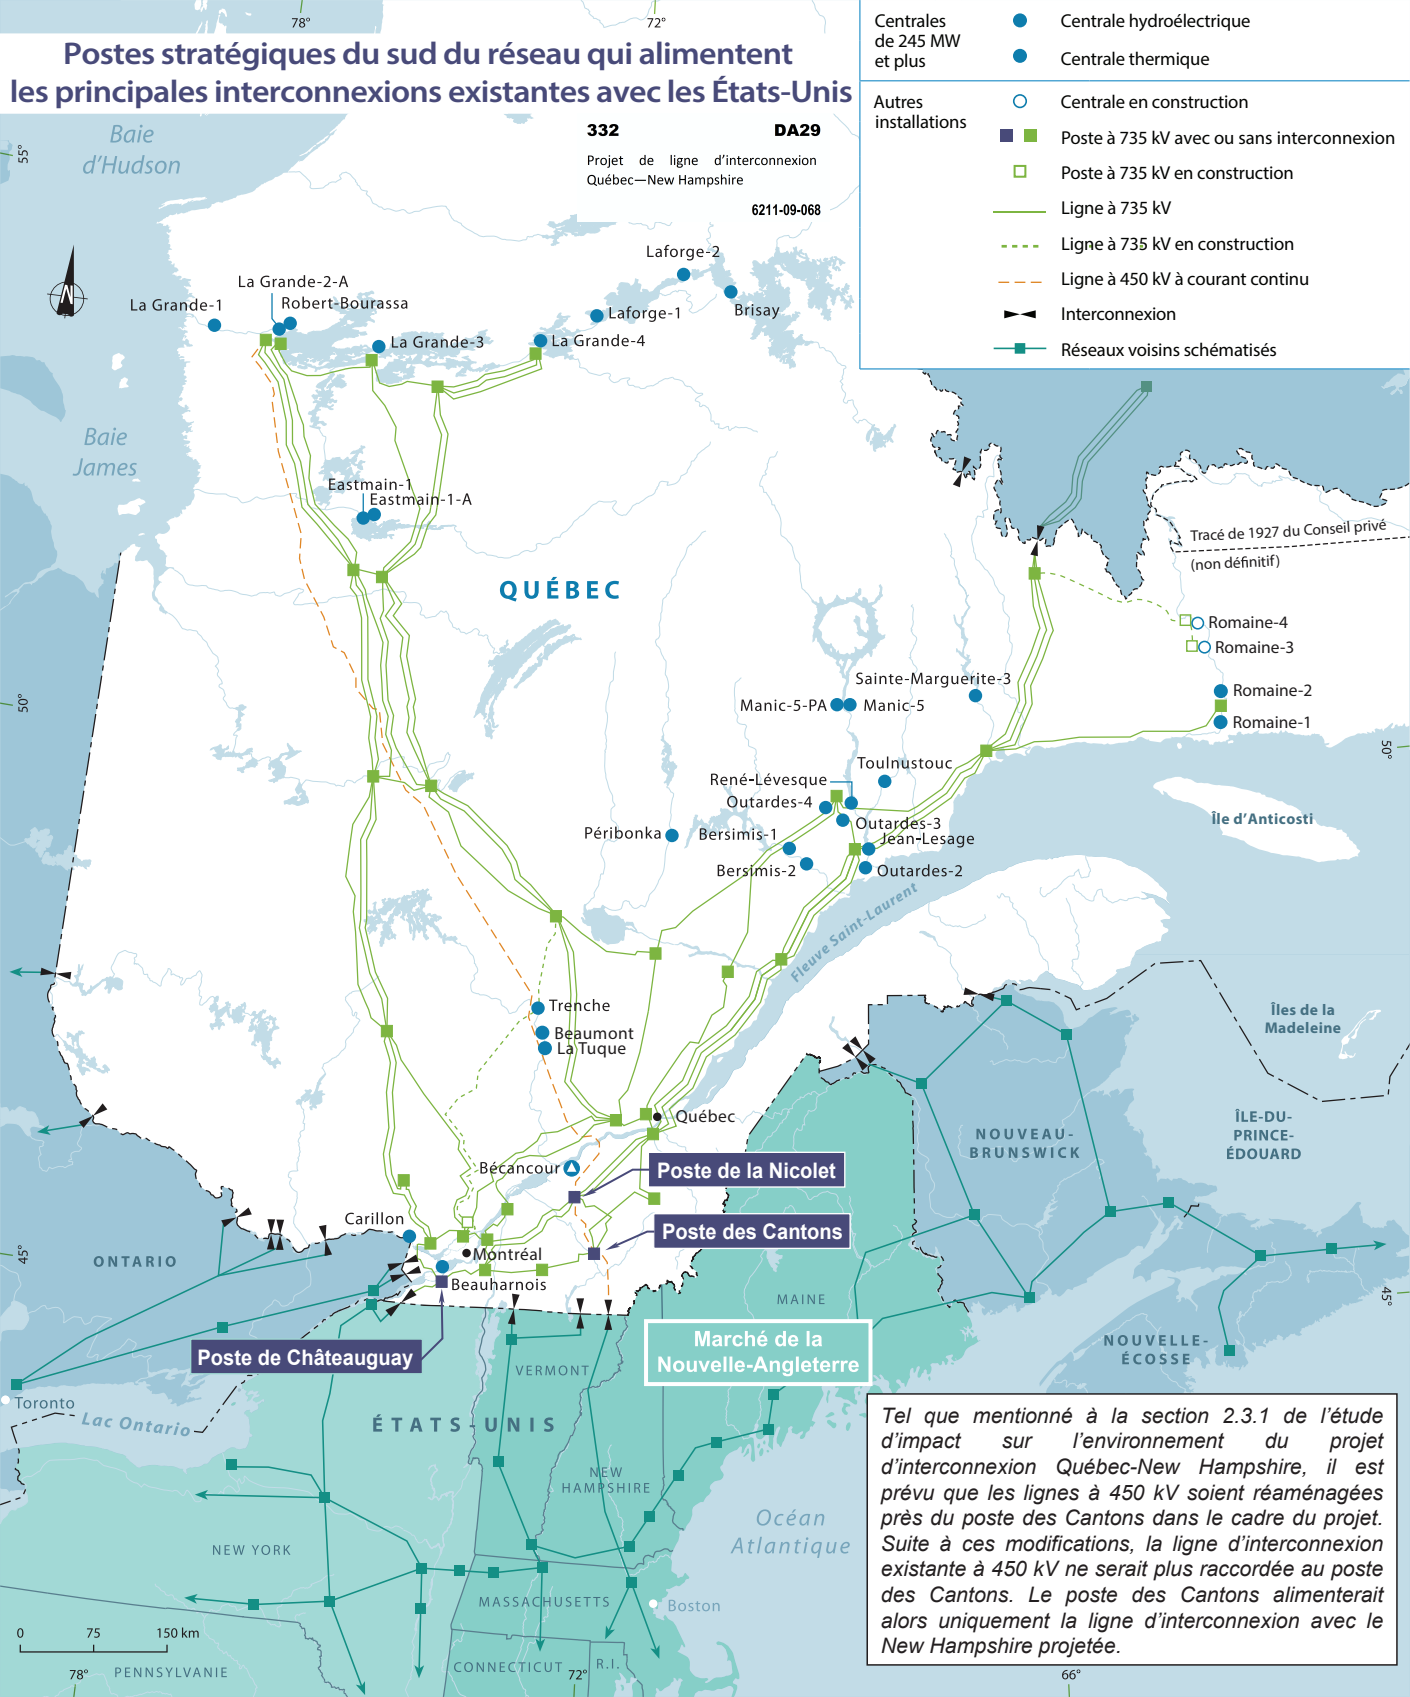 78°
72°
Postes stratégiques du sud du réseau qui alimentent
les principales interconnexions existantes avec les États-Unis
Centrales
de 245 MW
et plus
Centrale hydroélectrique
Centrale thermique
Autres
installations
Centrale en construction
Poste à 735 kV avec ou sans interconnexion
Poste à 735 kV en construction
Ligne à 735 kV
Ligne à 735 kV en construction
Ligne à 450 kV à courant continu
Interconnexion
Réseaux voisins schématisés
332 DA29
Projet de ligne d'interconnexion
Québec—New Hampshire
6211-09-068
Baie
d'Hudson
55°
N
Laforge-2
La Grande-2-A
Robert-Bourassa
La Grande-1
Laforge-1
Brisay
La Grande-3
La Grande-4
Baie
James
Eastmain-1
Eastmain-1-A
Tracé de 1927 du Conseil privé
(non définitif)
QUÉBEC
Romaine-4
Romaine-3
Sainte-Marguerite-3
Romaine-2
50°
Manic-5-PA
Manic-5
Romaine-1
50°
Toulnustouc
René-Lévesque
Outardes-4
Île d'Anticosti
Outardes-3
Péribonka
Bersimis-1
Jean-Lesage
Bersimis-2
Outardes-2
Fleuve Saint-Laurent
Trenche
Îles de la
Madeleine
Beaumont
La Tuque
Québec
ÎLE-DU-
PRINCE-
ÉDOUARD
NOUVEAU-
BRUNSWICK
Bécancour
Poste de la Nicolet
Carillon
Poste des Cantons
45°
ONTARIO
Montréal
Beauharnois
45°
MAINE
Marché de la
Nouvelle-Angleterre
NOUVELLE-
ÉCOSSE
Poste de Châteauguay
VERMONT
Toronto
Lac Ontario
ÉTATS-UNIS
NEW
HAMPSHIRE
Océan
Atlantique
NEW YORK
MASSACHUSETTS
Boston
0 75 150 km
CONNECTICUT
R.I.
PENNSYLVANIE
78°
72°
66°
Tel que mentionné à la section 2.3.1 de l'étude
d'impact sur l'environnement du projet
d'interconnexion Québec-New Hampshire, il est
prévu que les lignes à 450 kV soient réaménagées
près du poste des Cantons dans le cadre du projet.
Suite à ces modifications, la ligne d'interconnexion
existante à 450 kV ne serait plus raccordée au poste
des Cantons. Le poste des Cantons alimenterait
alors uniquement la ligne d'interconnexion avec le
New Hampshire projetée.